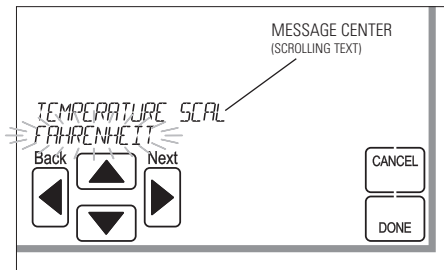 MESSAGE CENTER
(SCROLLING TEXT)
TEMPERATURE SCAL
FAHRENHEIT
Back
Next
CANCEL
DONE